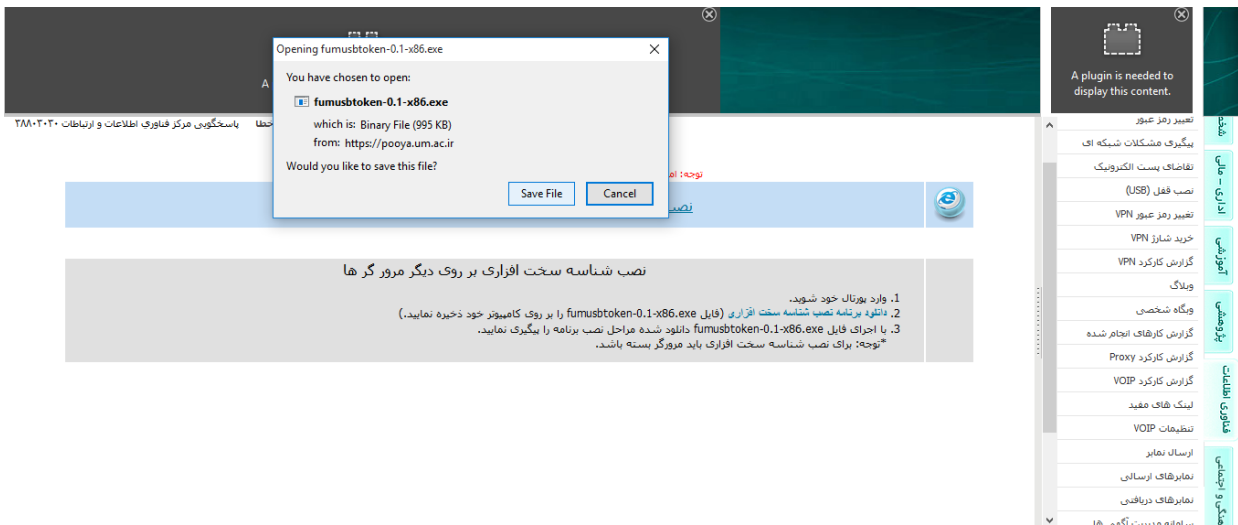 Opening fumusbtoken-0.1-x86.exe
You have chosen to open:
fumusbtoken-0.1-x86.exe
which is: Binary File (995 KB)
from: https://pooya.um.ac.ir
Would you like to save this file?
Save File
Cancel
A
A plugin is needed to
display this content.
خطا پاسخگویی مرکز فناوری اطلاعات و ارتباطات ۳۸۸۰۲۰۲۰
توجه:
نصب
نصب شناسه سخت افزاری بر روی دیگر مرور گر ها
1. وارد پورتال خود شوید.
2. دانلود برنامه نصب شناسه سخت افزاری (فایل fumusbtoken-0.1-x86.exe را بر روی کامپیوتر خود ذخیره نمایید.)
3. با اجرای فایل fumusbtoken-0.1-x86.exe دانلود شده مراحل نصب برنامه را پیگیری نمایید.
*توجه: برای نصب شناسه سخت افزاری باید مرورگر بسته باشد.
تغییر رمز عبور
پیگیری مشکلات شبکه ای
تقاضای پست الکترونیک
نصب قفل (USB)
تغییر رمز عبور VPN
خرید شارژ VPN
گزارش کارکرد VPN
وبلاگ
وبگاه شخصی
گزارش کارهای انجام شده
گزارش کارکرد Proxy
گزارش کارکرد VOIP
لینک های مفید
تنظیمات VOIP
ارسال نمابر
نمابرهای ارسالی
نمابرهای دریافتی
سامانه مدیریت آگهی ها
اداری - مالی
آموزشی
پژوهشی
فناوری اطلاعات